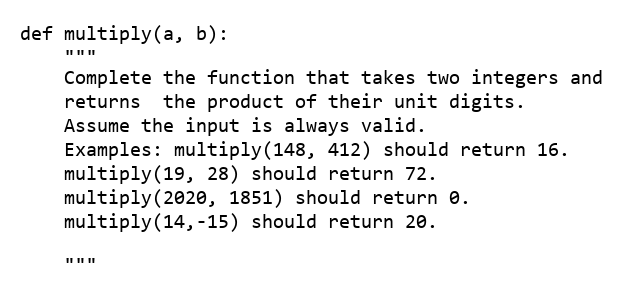 def multiply(a, b):
    """
    Complete the function that takes two integers and
    returns  the product of their unit digits.
    Assume the input is always valid.
    Examples: multiply(148, 412) should return 16.
    multiply(19, 28) should return 72.
    multiply(2020, 1851) should return 0.
    multiply(14,-15) should return 20.
    """